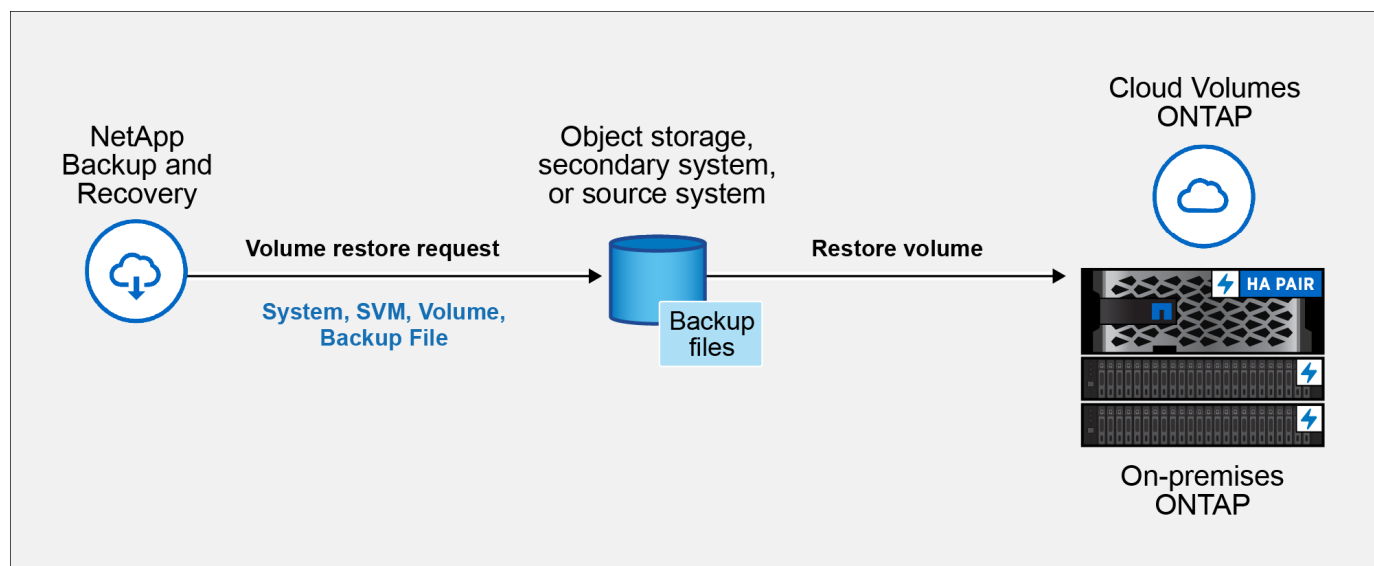 NetApp
Backup and
Recovery
Volume restore request
System, SVM, Volume,
Backup File
Object storage,
secondary system,
or source system
Backup
files
Restore volume
Cloud Volumes
ONTAP
HA PAIR
On-premises
ONTAP